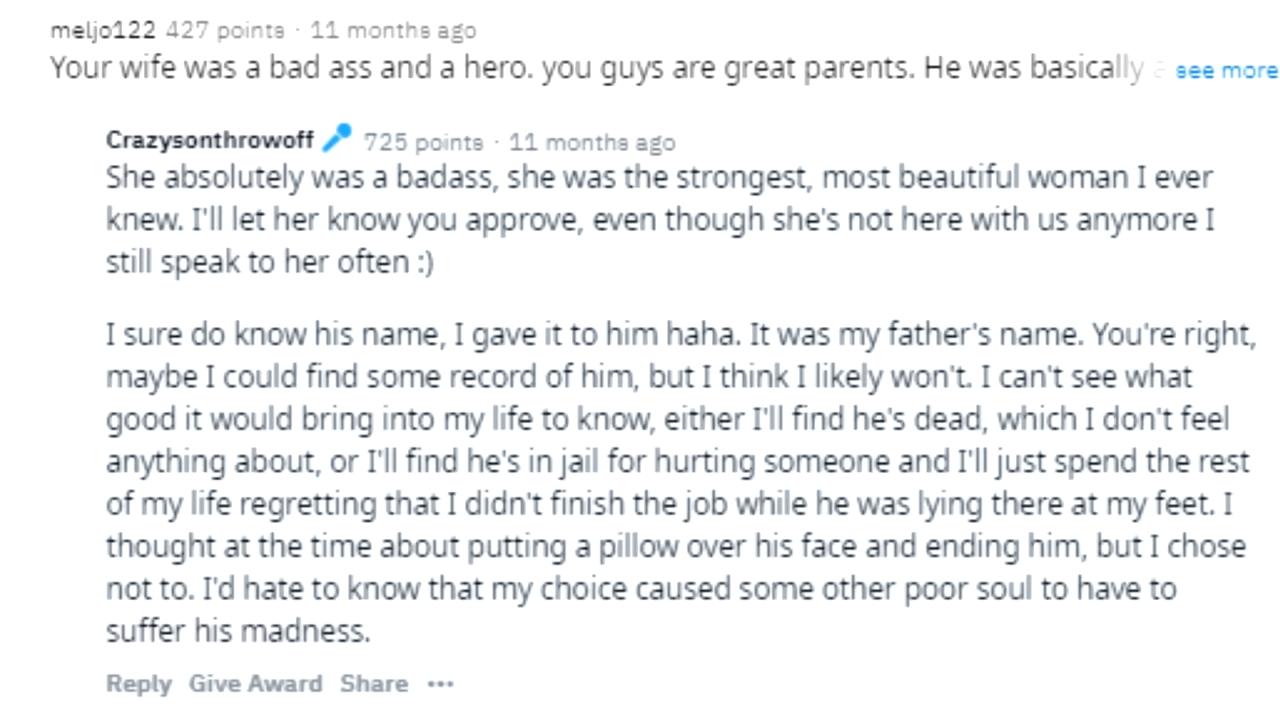 meljo122 427 points · 11 months ago
Your wife was a bad ass and a hero. you guys are great parents. He was basically see more
Crazysonthrowoff 725 points · 11 months ago
She absolutely was a badass, she was the strongest, most beautiful woman I ever
knew. I'll let her know you approve, even though she's not here with us anymore I
still speak to her often :)
I sure do know his name, I gave it to him haha. It was my father's name. You're right,
maybe I could find some record of him, but I think I likely won't. I can't see what
good it would bring into my life to know, either I'll find he's dead, which I don't feel
anything about, or I'll find he's in jail for hurting someone and I'll just spend the rest
of my life regretting that I didn't finish the job while he was lying there at my feet. I
thought at the time about putting a pillow over his face and ending him, but I chose
not to. I'd hate to know that my choice caused some other poor soul to have to
suffer his madness.
Reply Give Award Share ···